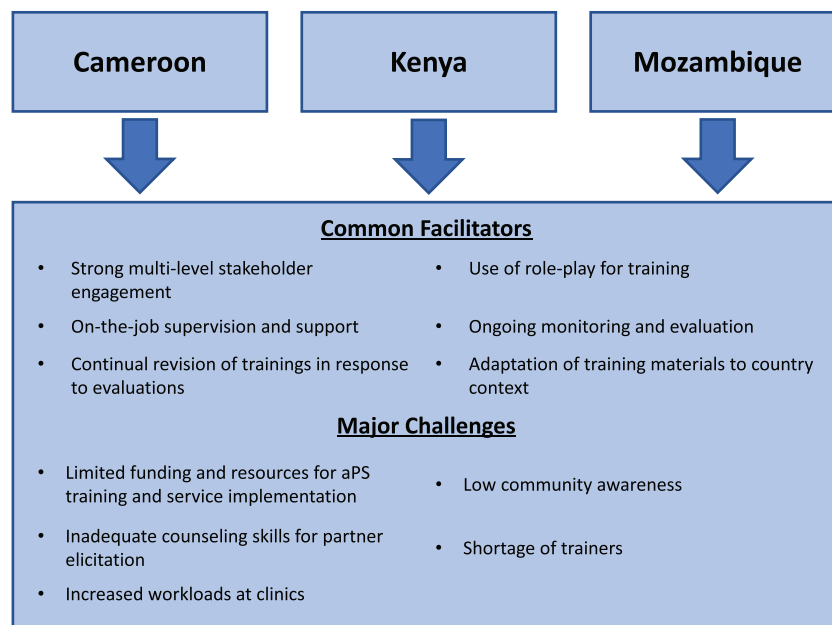 Cameroon
Kenya
Mozambique
Common Facilitators
• Strong multi-level stakeholder
engagement
• On-the-job supervision and support
• Continual revision of trainings in response
to evaluations
• Use of role-play for training
• Ongoing monitoring and evaluation
• Adaptation of training materials to country
context
Major Challenges
• Limited funding and resources for aPS
training and service implementation
• Inadequate counseling skills for partner
elicitation
• Increased workloads at clinics
• Low community awareness
• Shortage of trainers